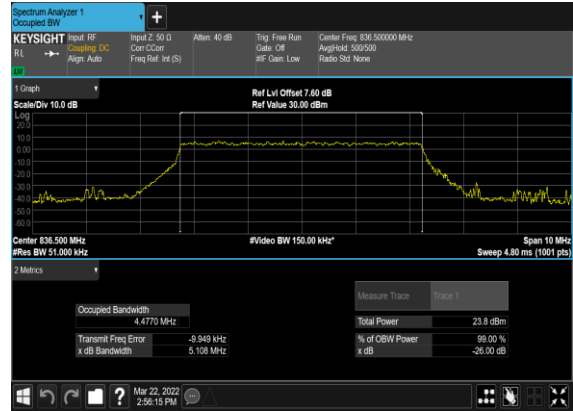 Spectrum Analyzer 1
Occupied BW
+
KEYSIGHT Input: RF Input Z: 50 Ω Atten: 40 dB Trig: Free Run Center Freq: 836.500000 MHz
RL Coupling: DC Corr CCorr Gate: Off Avg|Hold: 500/500
Align: Auto Freq Ref: Int (S) #IF Gain: Low Radio Std: None
LXI
1 Graph Ref Lvl Offset 7.60 dB
Scale/Div 10.0 dB Ref Value 30.00 dBm
Log
20.0
10.0
0.00
-10.0
-20.0
-30.0
-40.0
-50.0
-60.0
Center 836.500 MHz #Video BW 150.00 kHz* Span 10 MHz
#Res BW 51.000 kHz Sweep 4.80 ms (1001 pts)
2 Metrics
Measure Trace Trace 1
Occupied Bandwidth
4.4770 MHz Total Power 23.8 dBm
Transmit Freq Error -9.949 kHz % of OBW Power 99.00 %
x dB Bandwidth 5.108 MHz x dB -26.00 dB
? Mar 22, 2022
2:56:15 PM